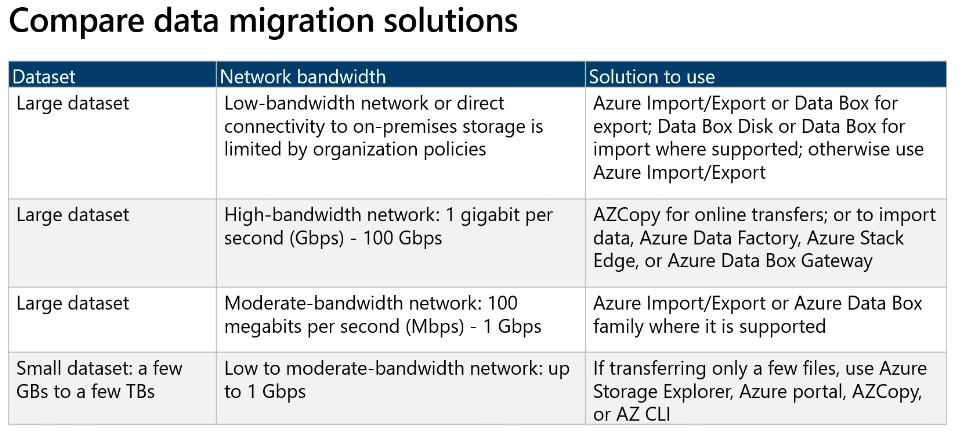 Compare data migration solutions
Dataset
Network bandwidth
Solution to use
Large dataset
Low-bandwidth network or direct
connectivity to on-premises storage is
limited by organization policies
Azure Import/Export or Data Box for
export; Data Box Disk or Data Box for
import where supported; otherwise use
Azure Import/Export
Large dataset
High-bandwidth network: 1 gigabit per
second (Gbps) - 100 Gbps
AZCopy for online transfers; or to import
data, Azure Data Factory, Azure Stack
Edge, or Azure Data Box Gateway
Large dataset
Moderate-bandwidth network: 100
megabits per second (Mbps) - 1 Gbps
Azure Import/Export or Azure Data Box
family where it is supported
Small dataset: a few
GBs to a few TBs
Low to moderate-bandwidth network: up
to 1 Gbps
If transferring only a few files, use Azure
Storage Explorer, Azure portal, AZCopy,
or AZ CLI